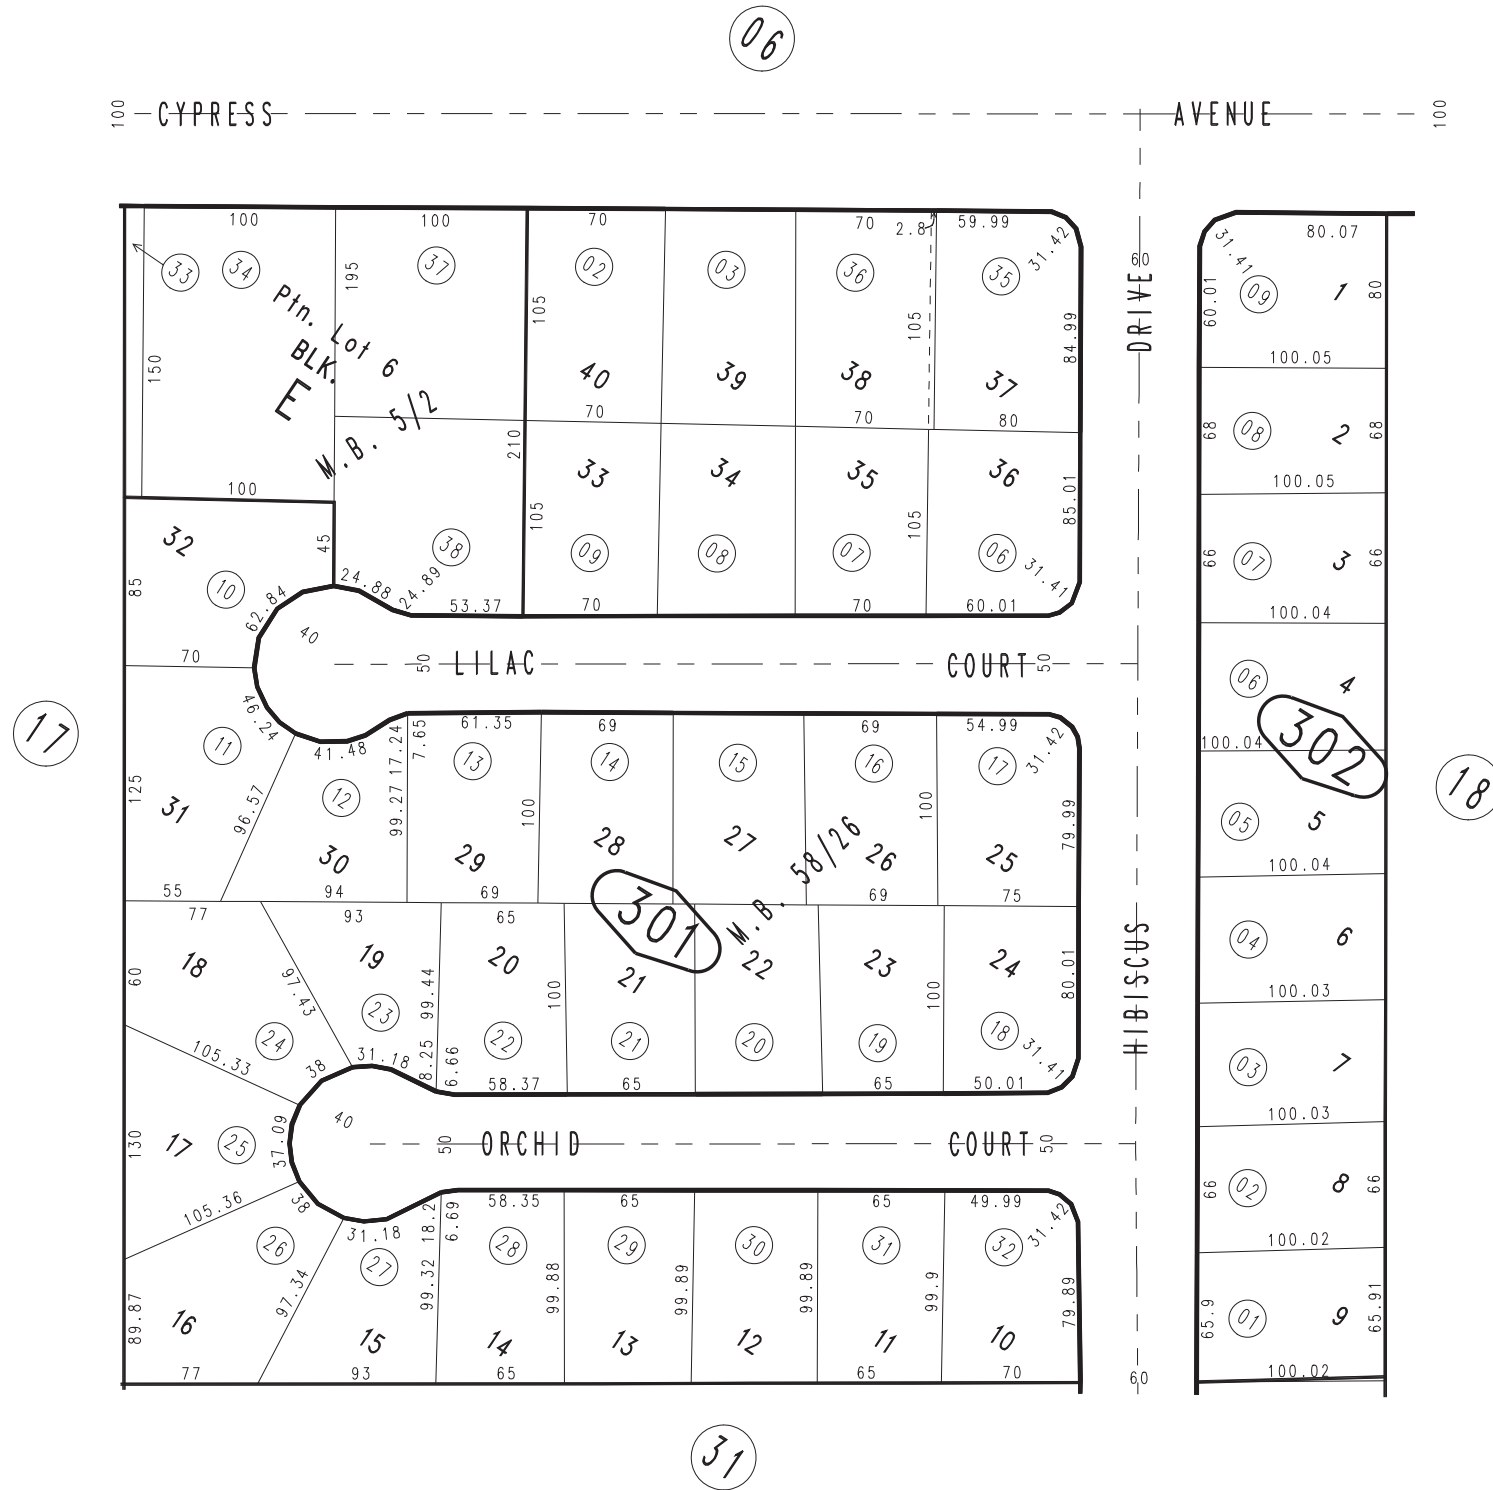 06
100 CYPRESS AVENUE 100
100 100 70 70 2.8 59.99 31.42
33 34 37 02 03 36 35
195 105 105 84.99
150
Ptn. Lot 6
BLK.
E
M.B. 5/2
40 39 38 37
70 70 80
210
100
33 34 35 36
105 105 85.01
32 45 38 09 08 07 06
85 10 62.84 24.88 24.89 53.37 70 70 60.01 31.41
40
70 50 LILAC COURT 50
60 DRIVE
31.41 80.07
60.01 09 1 80
100.05
68 08 2 68
100.05
66 07 3 66
100.04
06 4
302
100.04
05 5
100.04
04 6
100.03
03 7
100.03
66 02 8 66
100.02
65.9 01 9 65.91
100.02
17
18
46.24 41.48 17.24 7.65 61.35 69 69 54.99 31.42
11 12 13 14 15 16 17
125 96.57 99.27 100 100 79.99
31 30 29 28 27 26 25
55 94 69 69 75
301
M.B. 58/26
HIBISCUS
77 93 65
18 19 20 21 22 23 24
60 97.43 99.44 100 100 80.01
24 23 22 21 20 19 18
105.33 38 31.18 8.25 6.66 58.37 65 65 50.01 31.41
40
130 17 25 37.09 50 ORCHID COURT 50
105.36 38 31.18 18.2 6.69 58.35 65 65 49.99 31.42
26 27 28 29 30 31 32
89.87 97.34 99.32 99.88 99.89 99.89 99.9 79.89
16 15 14 13 12 11 10
77 93 65 65 70
60
31